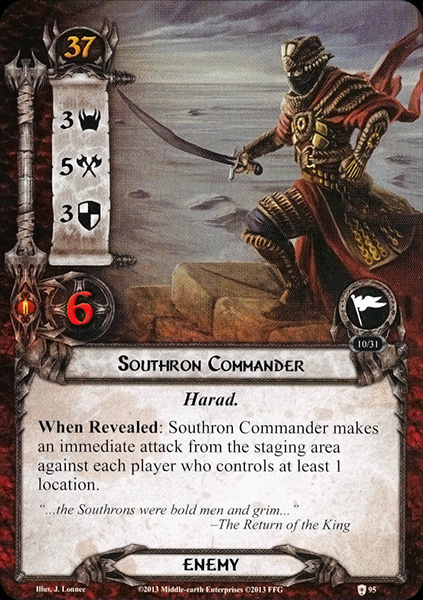 37
3
5
3
6
10/31
Southron Commander
Harad.
When Revealed: Southron Commander makes
an immediate attack from the staging area
against each player who controls at least 1
location.
“...the Southrons were bold men and grim...”
–The Return of the King
ENEMY
Illus. J. Lonnee
©2013 Middle-earth Enterprises ©2013 FFG
95